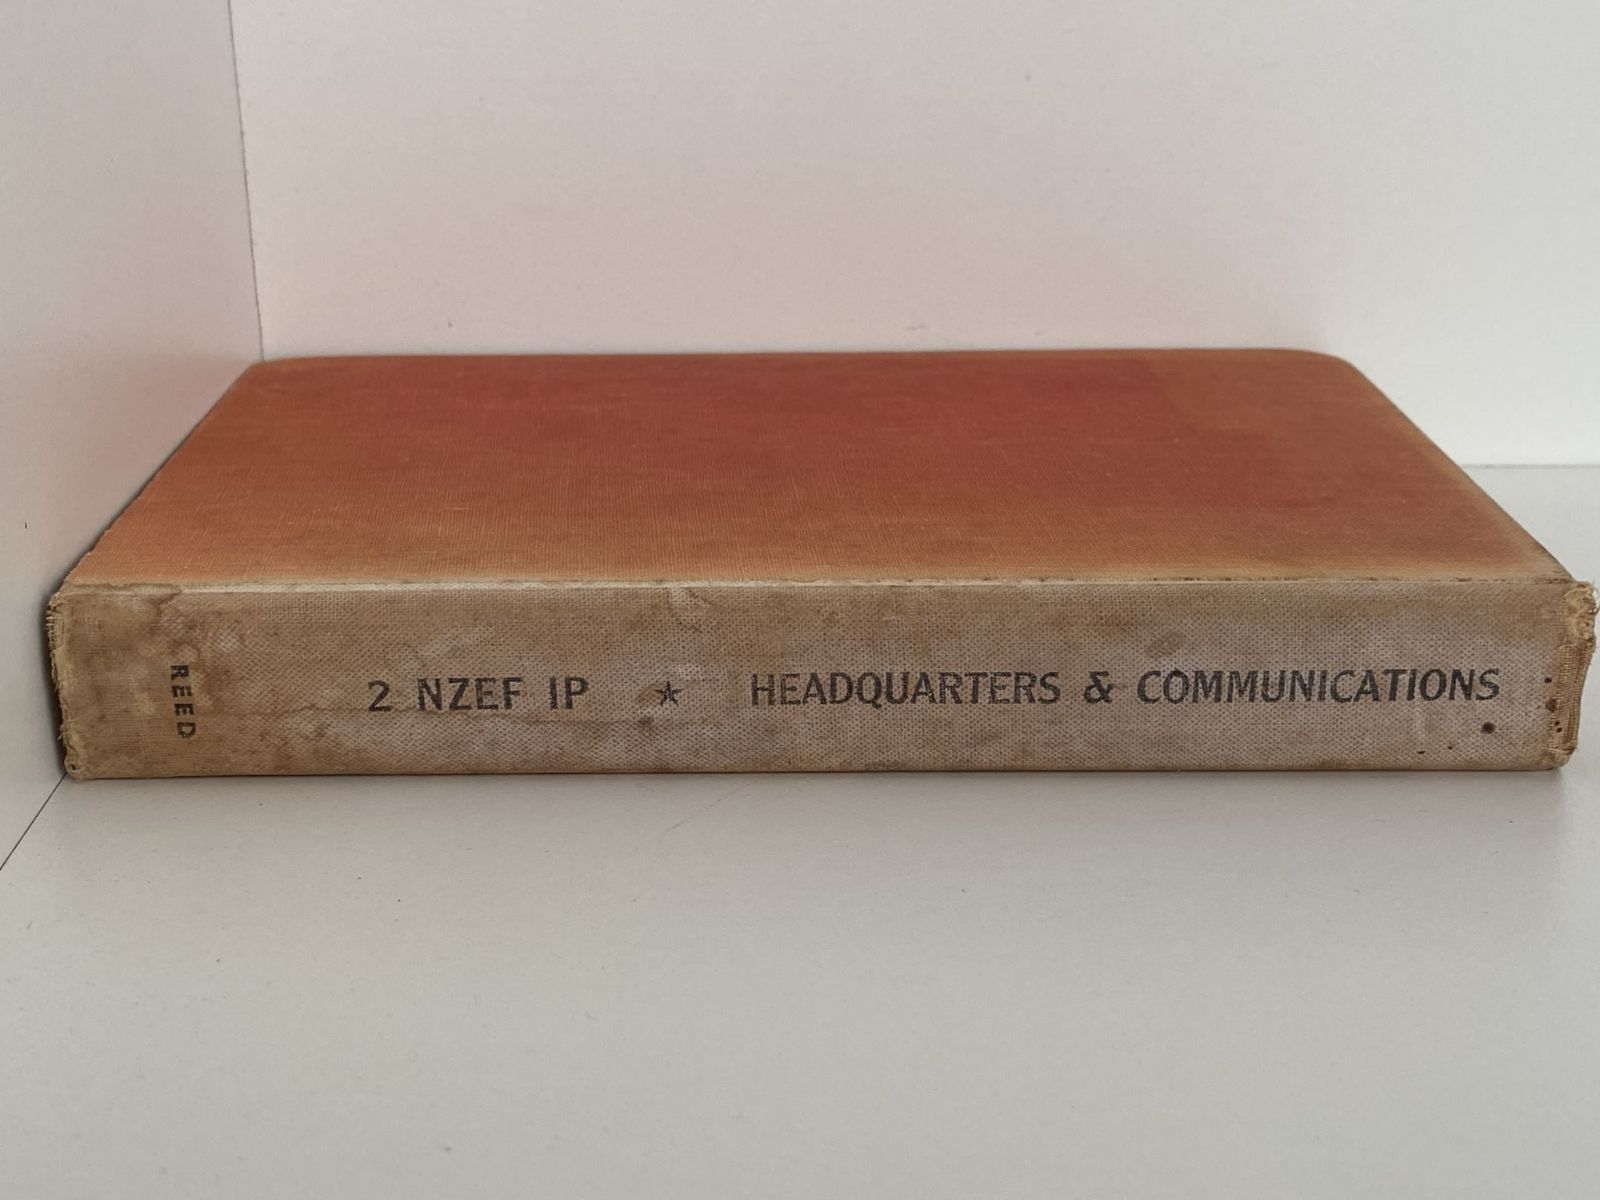 2 NZEF IP ★ HEADQUARTERS & COMMUNICATIONS
REED